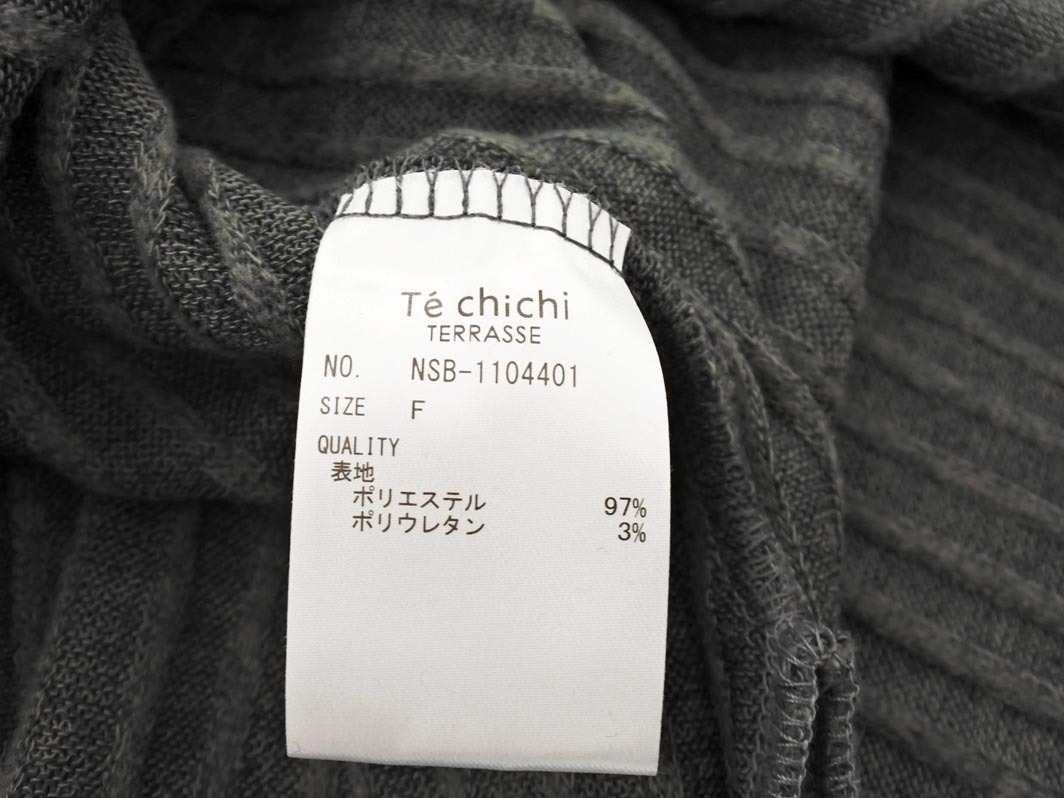 Té chichi
TERRASSE
NO. NSB-1104401
SIZE F
QUALITY
表地
ポリエステル 97%
ポリウレタン 3%